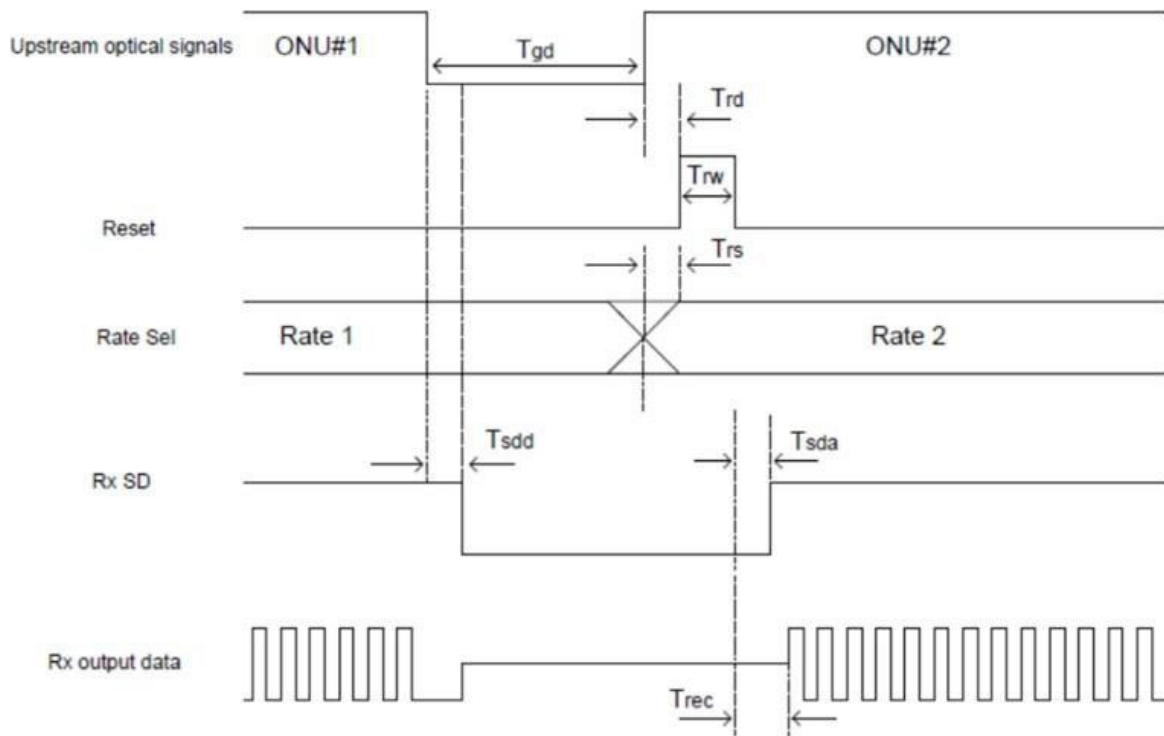 Upstream optical signals
ONU#1
Tgd
ONU#2
Trd
Trw
Reset
Trs
Rate Sel
Rate 1
Rate 2
Tsdd
Tsda
Rx SD
Rx output data
Trec